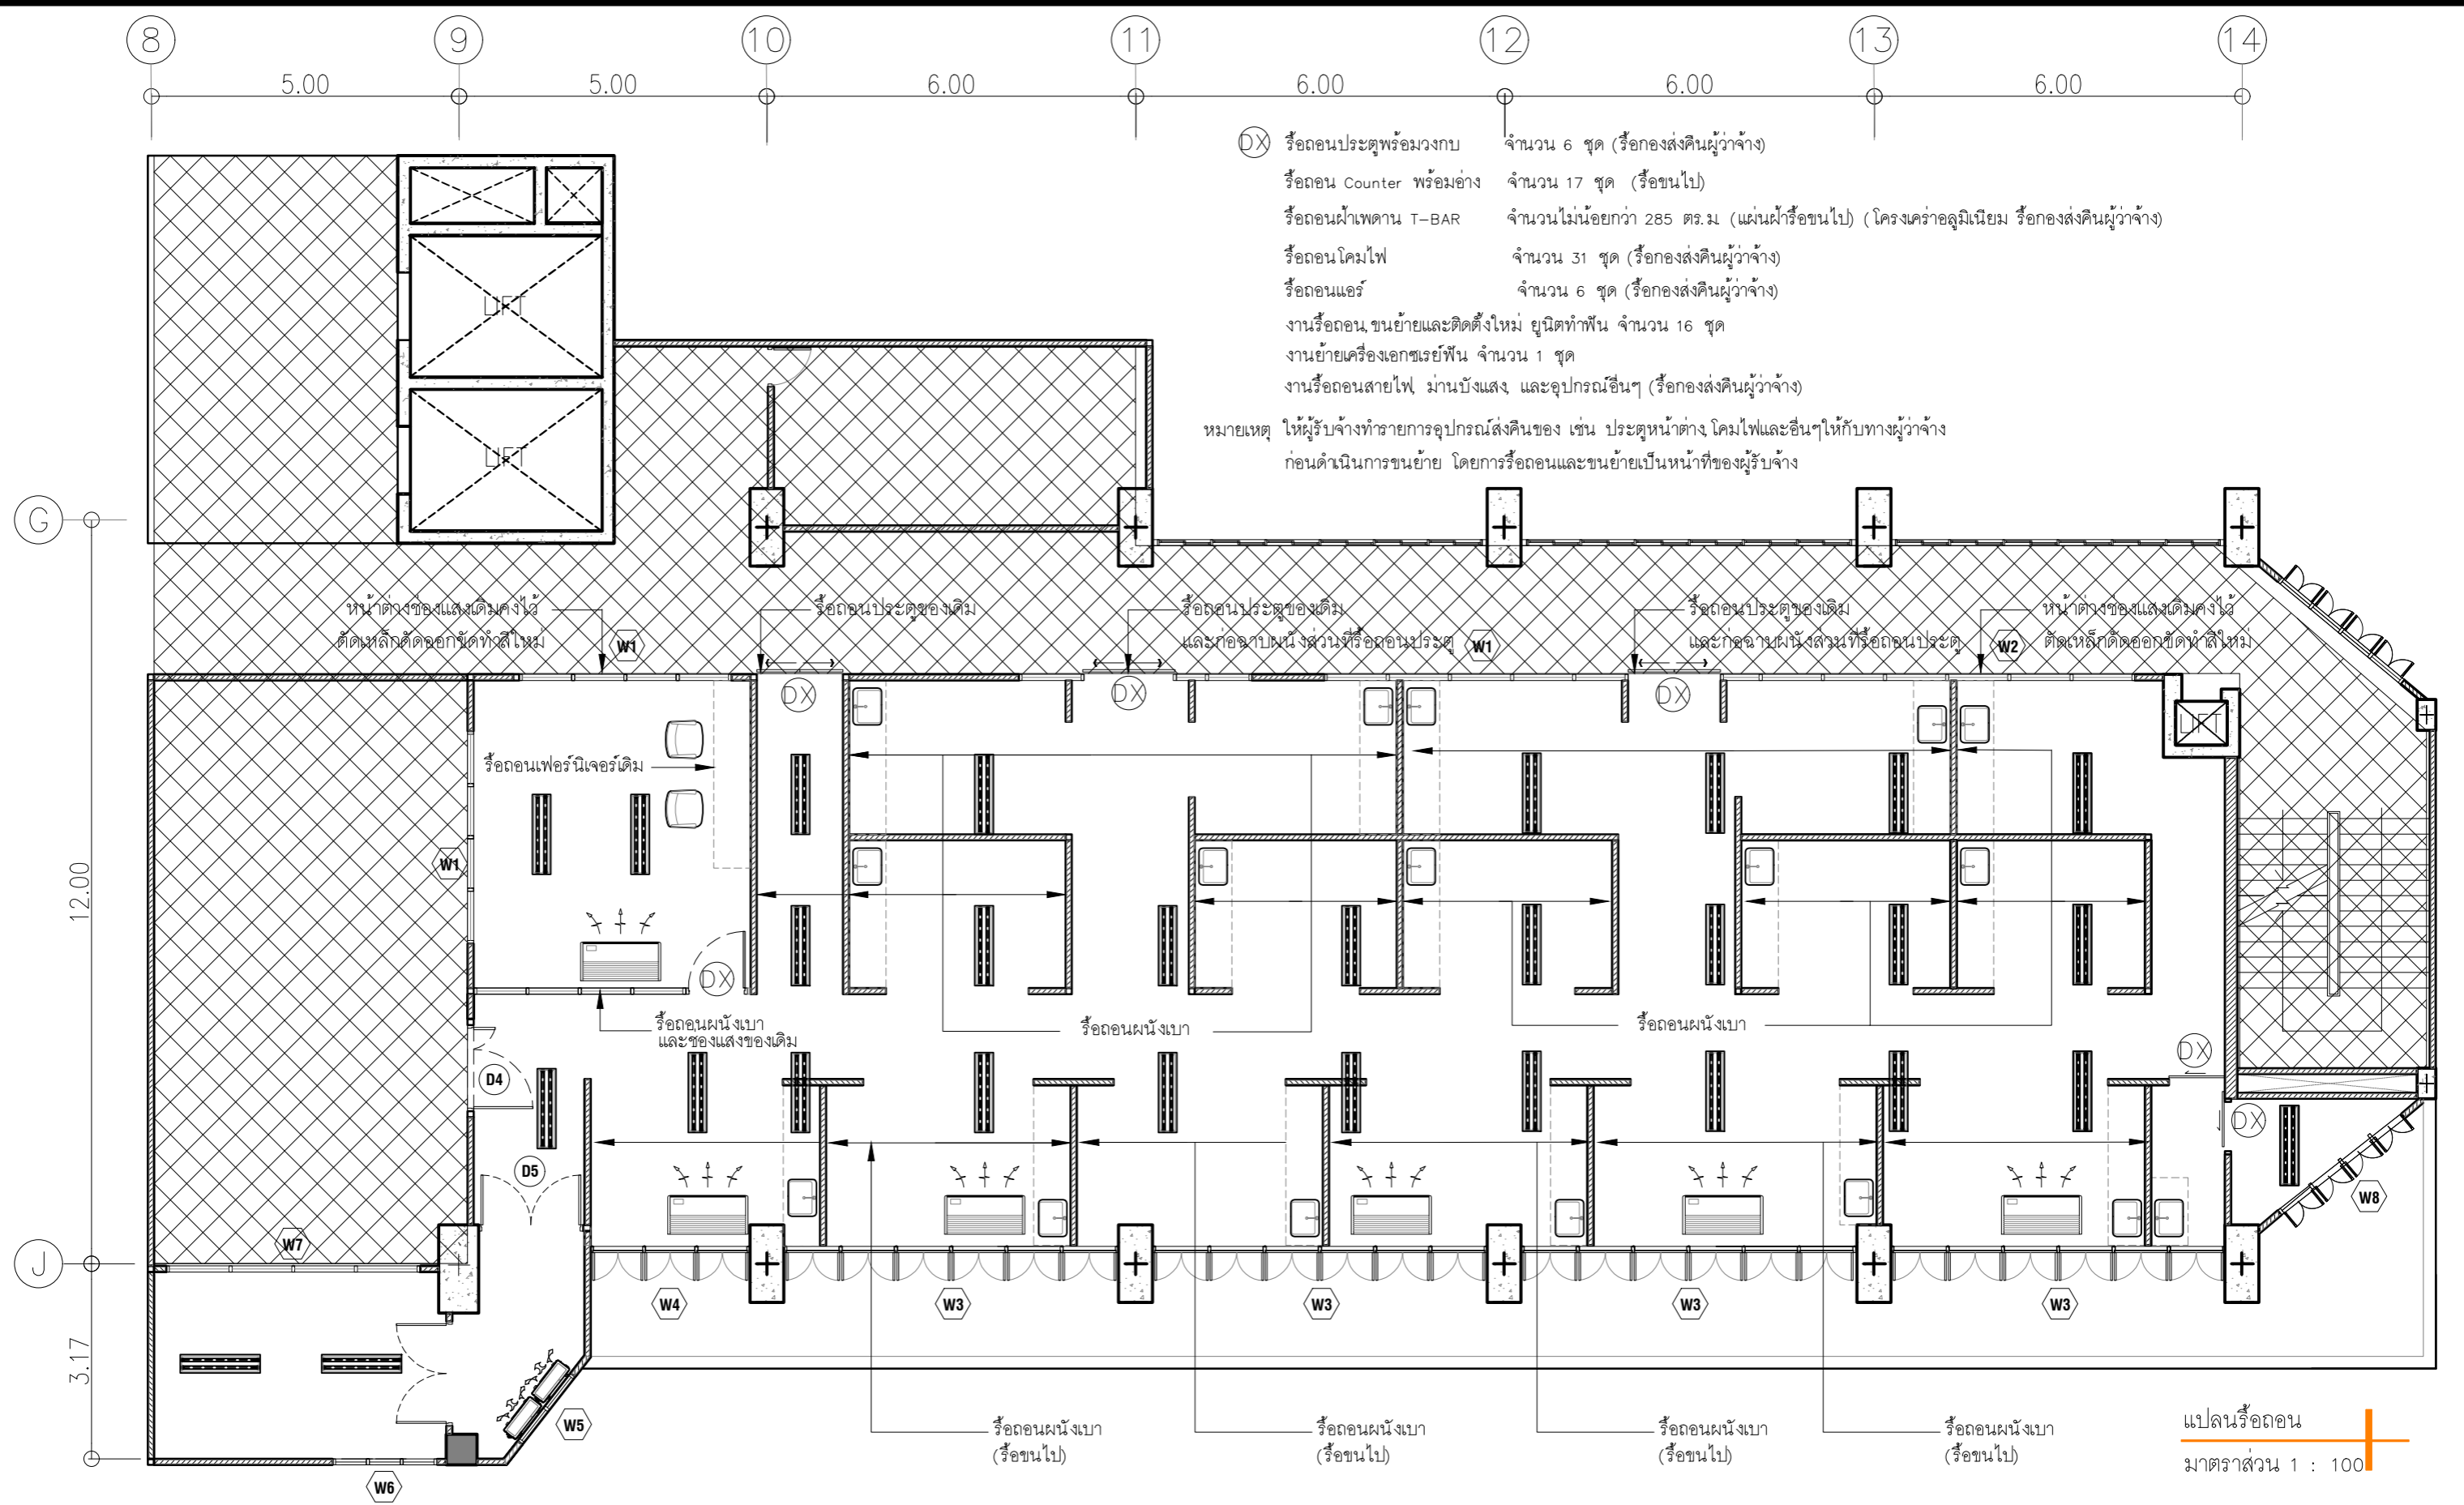 8 9 10 11 12 13 14
5.00 5.00 6.00 6.00 6.00 6.00
DX รื้อถอนประตูพร้อมวงกบ จำนวน 6 ชุด (รื้อกองส่งคืนผู้ว่าจ้าง)
รื้อถอน Counter พร้อมอ่าง จำนวน 17 ชุด (รื้อขนไป)
รื้อถอนฝ้าเพดาน T-BAR จำนวนไม่น้อยกว่า 285 ตร.ม. (แผ่นฝ้ารื้อขนไป) (โครงเคร่าอลูมิเนียม รื้อกองส่งคืนผู้ว่าจ้าง)
รื้อถอนโคมไฟ จำนวน 31 ชุด (รื้อกองส่งคืนผู้ว่าจ้าง)
รื้อถอนแอร์ จำนวน 6 ชุด (รื้อกองส่งคืนผู้ว่าจ้าง)
งานรื้อถอน,ขนย้ายและติดตั้งใหม่ ยูนิตทำฟัน จำนวน 16 ชุด
งานย้ายเครื่องเอกซเรย์ฟัน จำนวน 1 ชุด
งานรื้อถอนสายไฟ, ม่านบังแสง, และอุปกรณ์อื่นๆ (รื้อกองส่งคืนผู้ว่าจ้าง)
หมายเหตุ ให้ผู้รับจ้างทำรายการอุปกรณ์ส่งคืนของ เช่น ประตูหน้าต่าง,โคมไฟและอื่นๆให้กับทางผู้ว่าจ้าง
ก่อนดำเนินการขนย้าย โดยการรื้อถอนและขนย้ายเป็นหน้าที่ของผู้รับจ้าง
LIFT
LIFT
G
หน้าต่างช่องแสงเดิมคงไว้
ตัดเหล็กดัดออกขัดทำสีใหม่
W1
รื้อถอนประตูของเดิม
รื้อถอนประตูของเดิม
และก่อฉาบผนังส่วนที่รื้อถอนประตู
W1
รื้อถอนประตูของเดิม
และก่อฉาบผนังส่วนที่รื้อถอนประตู
W2
หน้าต่างช่องแสงเดิมคงไว้
ตัดเหล็กดัดออกขัดทำสีใหม่
DX DX DX
LIFT
รื้อถอนเฟอร์นิเจอร์เดิม
W1
12.00
DX
รื้อถอนผนังเบา
และช่องแสงของเดิม
รื้อถอนผนังเบา
รื้อถอนผนังเบา
DX
D4
DX
D5
W8
W7
J
W4 W3 W3 W3 W3
3.17
W5
รื้อถอนผนังเบา
(รื้อขนไป)
รื้อถอนผนังเบา
(รื้อขนไป)
รื้อถอนผนังเบา
(รื้อขนไป)
รื้อถอนผนังเบา
(รื้อขนไป)
W6
แปลนรื้อถอน
มาตราส่วน 1 : 100